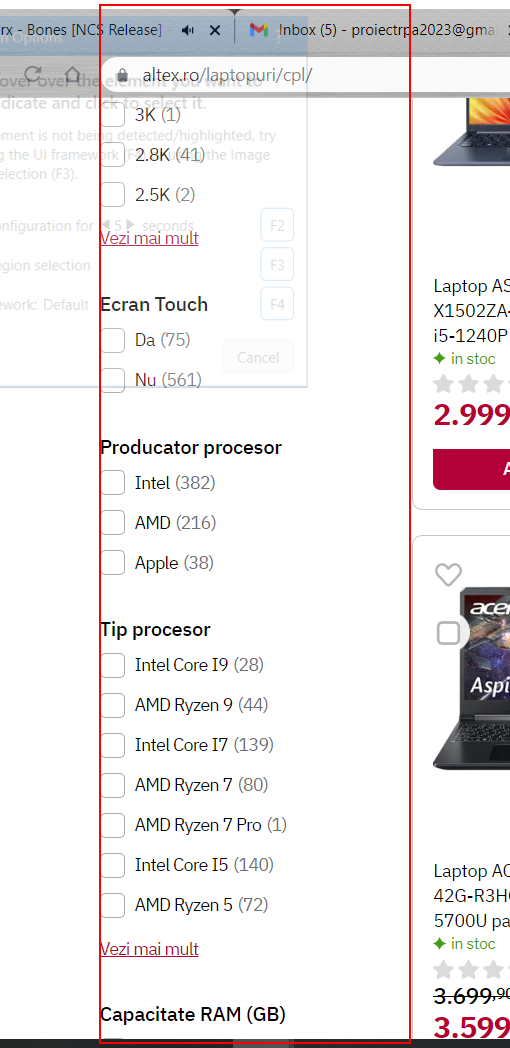 rx - Bones [NCS Release]
Inbox (5) - proiectrpa2023@gma
n Options
altex.ro/laptopuri/cpl/
over over the element you want to
dicate and click to select it.
3K (1)
ement is not being detected/highlighted, try
2.8K (41)
g the UI framework (F4) using the Image
election (F3).
2.5K (2)
nfiguration for 5 seconds
F2
Vezi mai mult
egion selection
F3
Ecran Touch
ework: Default
F4
Da (75)
Cancel
Nu (561)
Producator procesor
Intel (382)
AMD (216)
Apple (38)
Tip procesor
Intel Core I9 (28)
AMD Ryzen 9 (44)
Intel Core I7 (139)
AMD Ryzen 7 (80)
AMD Ryzen 7 Pro (1)
Intel Core I5 (140)
AMD Ryzen 5 (72)
Vezi mai mult
Capacitate RAM (GB)
Laptop AS
X1502ZA-
i5-1240P
in stoc
2.999
A
acer
Aspi
Laptop AC
42G-R3H
5700U pa
in stoc
3.699,90
3.599